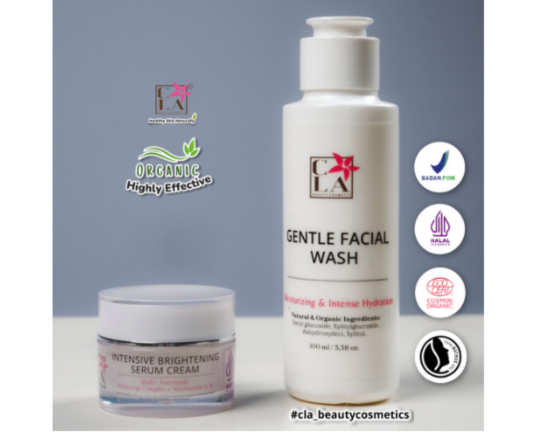 CLA
Healthy Skin Naturally
ORGANIC
Highly Effective
CLA
GENTLE FACIAL
WASH
Moisturizing & Intense Hydration
Natural & Organic Ingredients:
100 ml / 3,38 oz.
INTENSIVE BRIGHTENING
SERUM CREAM
BADAN POM
HALAL
INDONESIA
COSMOS
ORGANIC
#cla_beautycosmetics